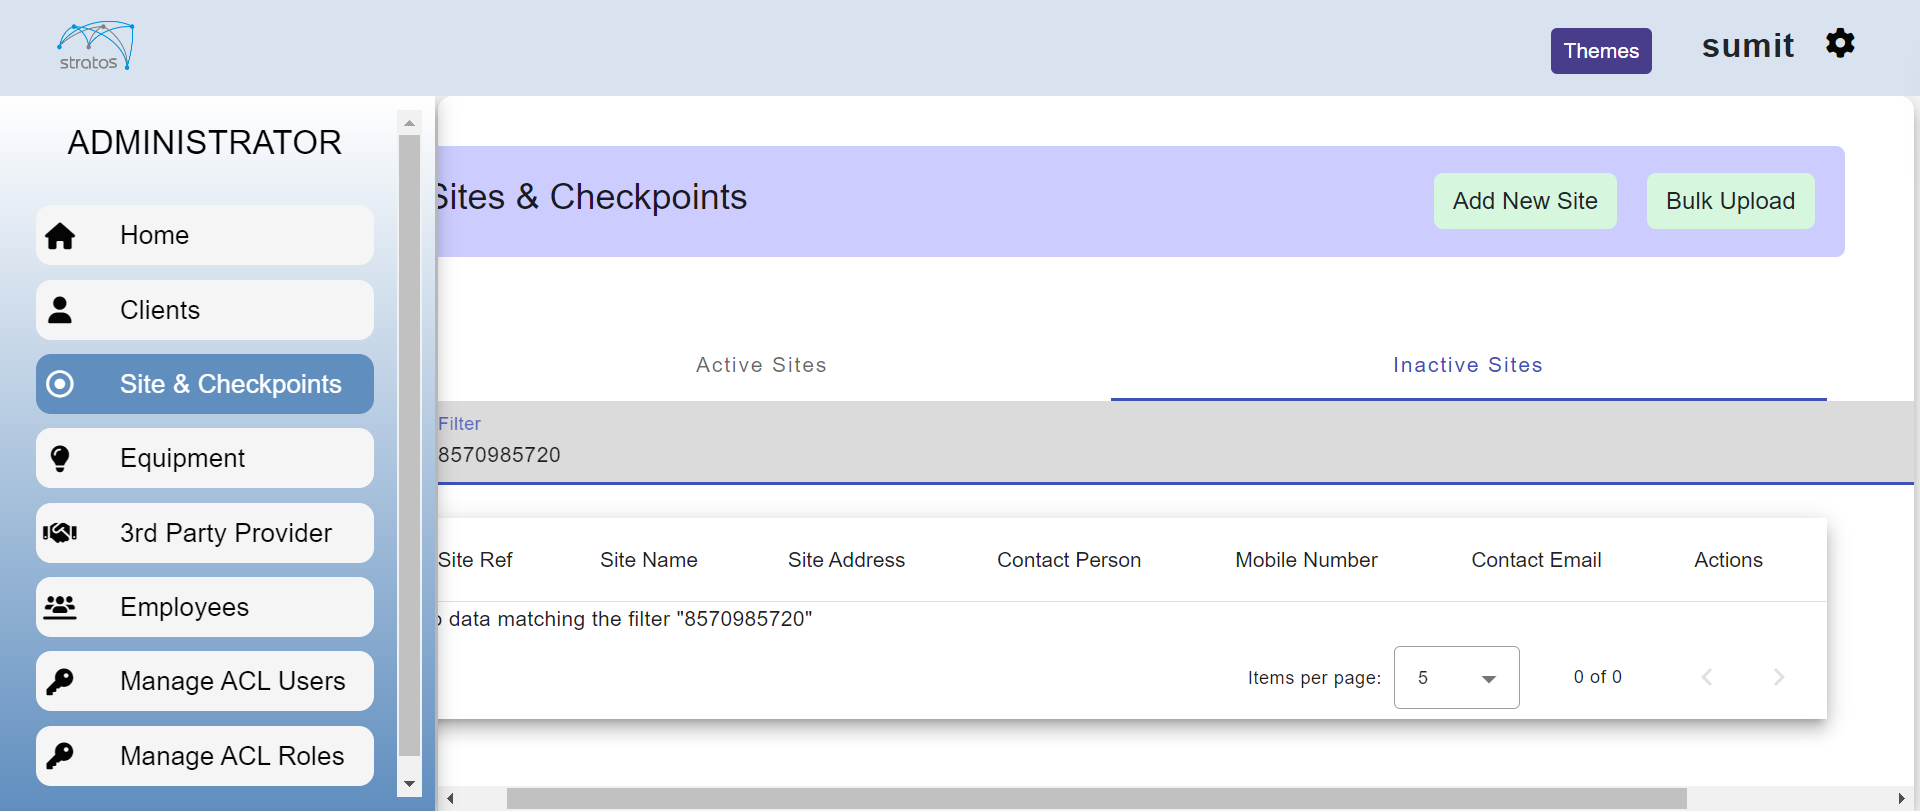 stratos
Themes
sumit
ADMINISTRATOR
Home
Clients
Site & Checkpoints
Equipment
3rd Party Provider
Employees
Manage ACL Users
Manage ACL Roles
Sites & Checkpoints
Add New Site
Bulk Upload
Active Sites
Inactive Sites
Filter
8570985720
Site Ref
Site Name
Site Address
Contact Person
Mobile Number
Contact Email
Actions
data matching the filter "8570985720"
Items per page:
5
0 of 0